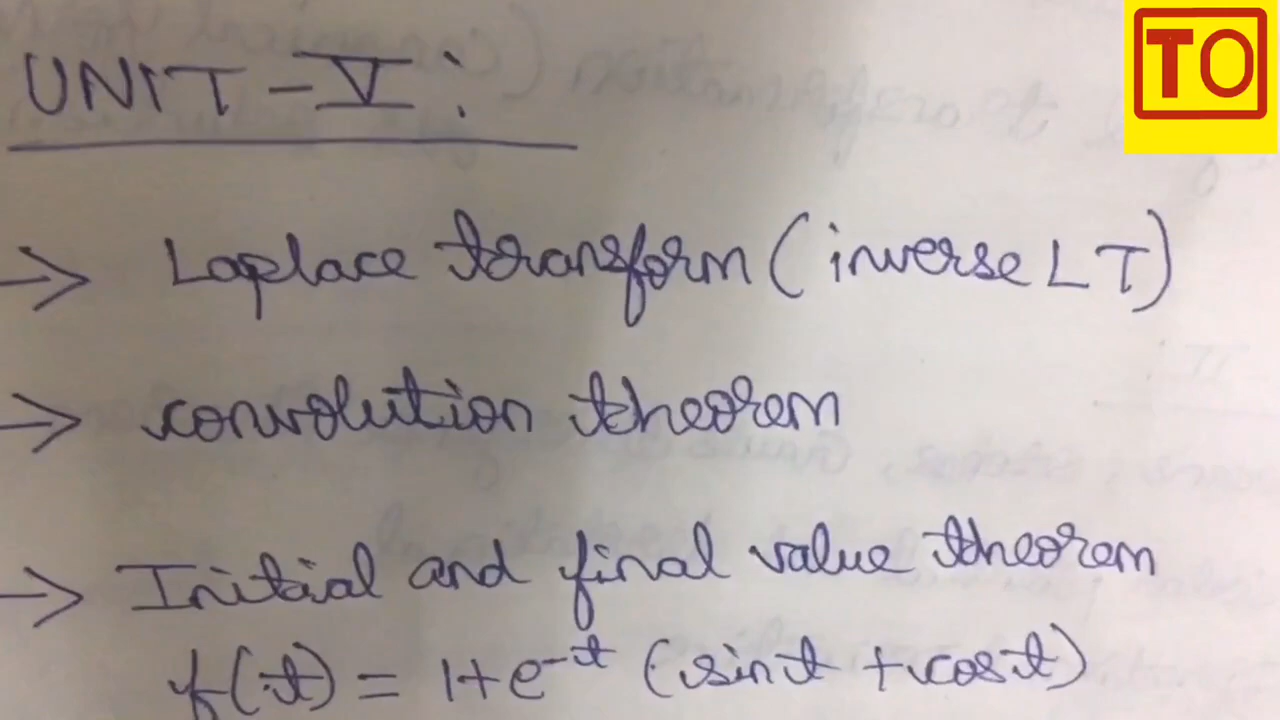 TO
UNIT-V:
→ Laplace transform (inverse LT)
→ convolution theorem
→ Initial and final value theorem
f(t) = 1+e^-t (sint + cost)